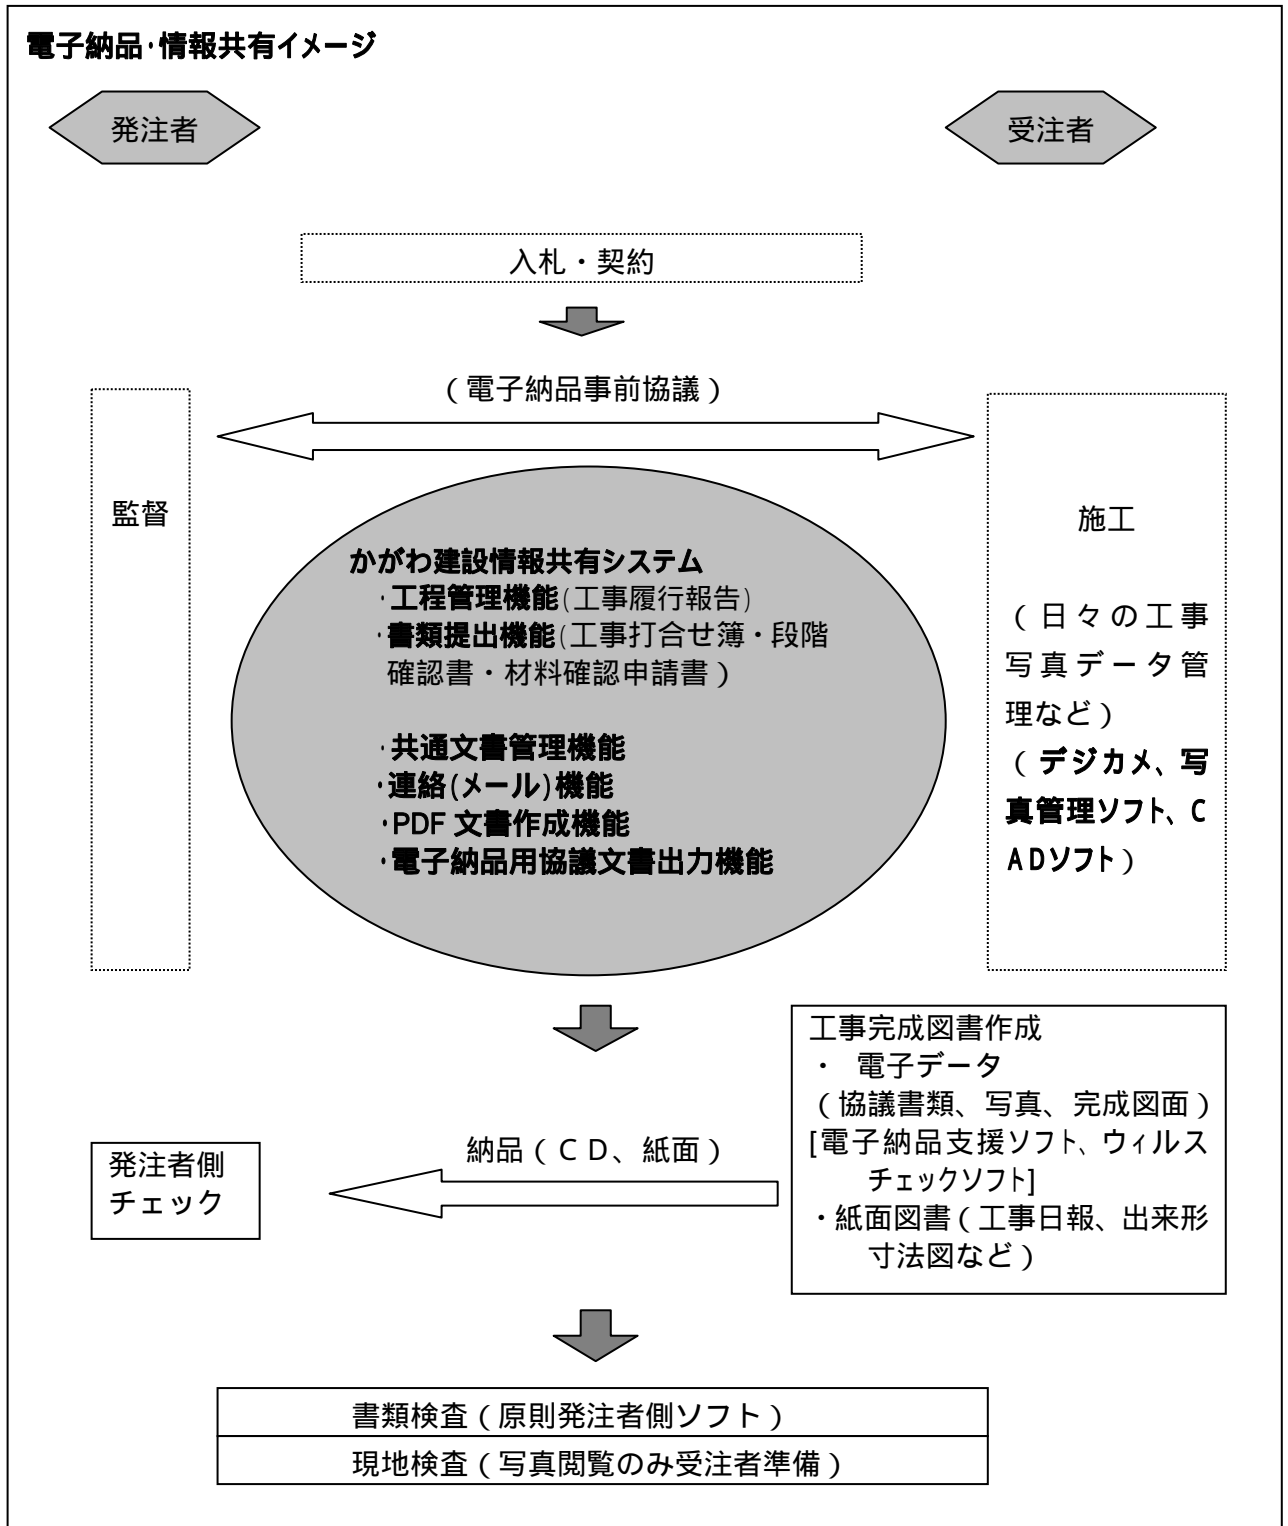 電子納品・情報共有イメージ
発注者
受注者
入札・契約
（電子納品事前協議）
監督
かがわ建設情報共有システム
・工程管理機能(工事履行報告)
・書類提出機能(工事打合せ簿・段階
確認書・材料確認申請書）
・共通文書管理機能
・連絡(メール)機能
・PDF 文書作成機能
・電子納品用協議文書出力機能
施工
（日々の工事
写真データ管
理など）
（デジカメ、写
真管理ソフト、C
ADソフト）
工事完成図書作成
・ 電子データ
（協議書類、写真、完成図面）
[電子納品支援ソフト、ウィルス
チェックソフト]
・紙面図書（工事日報、出来形
寸法図など）
納品（ＣＤ、紙面）
発注者側
チェック
書類検査（原則発注者側ソフト）
現地検査（写真閲覧のみ受注者準備）